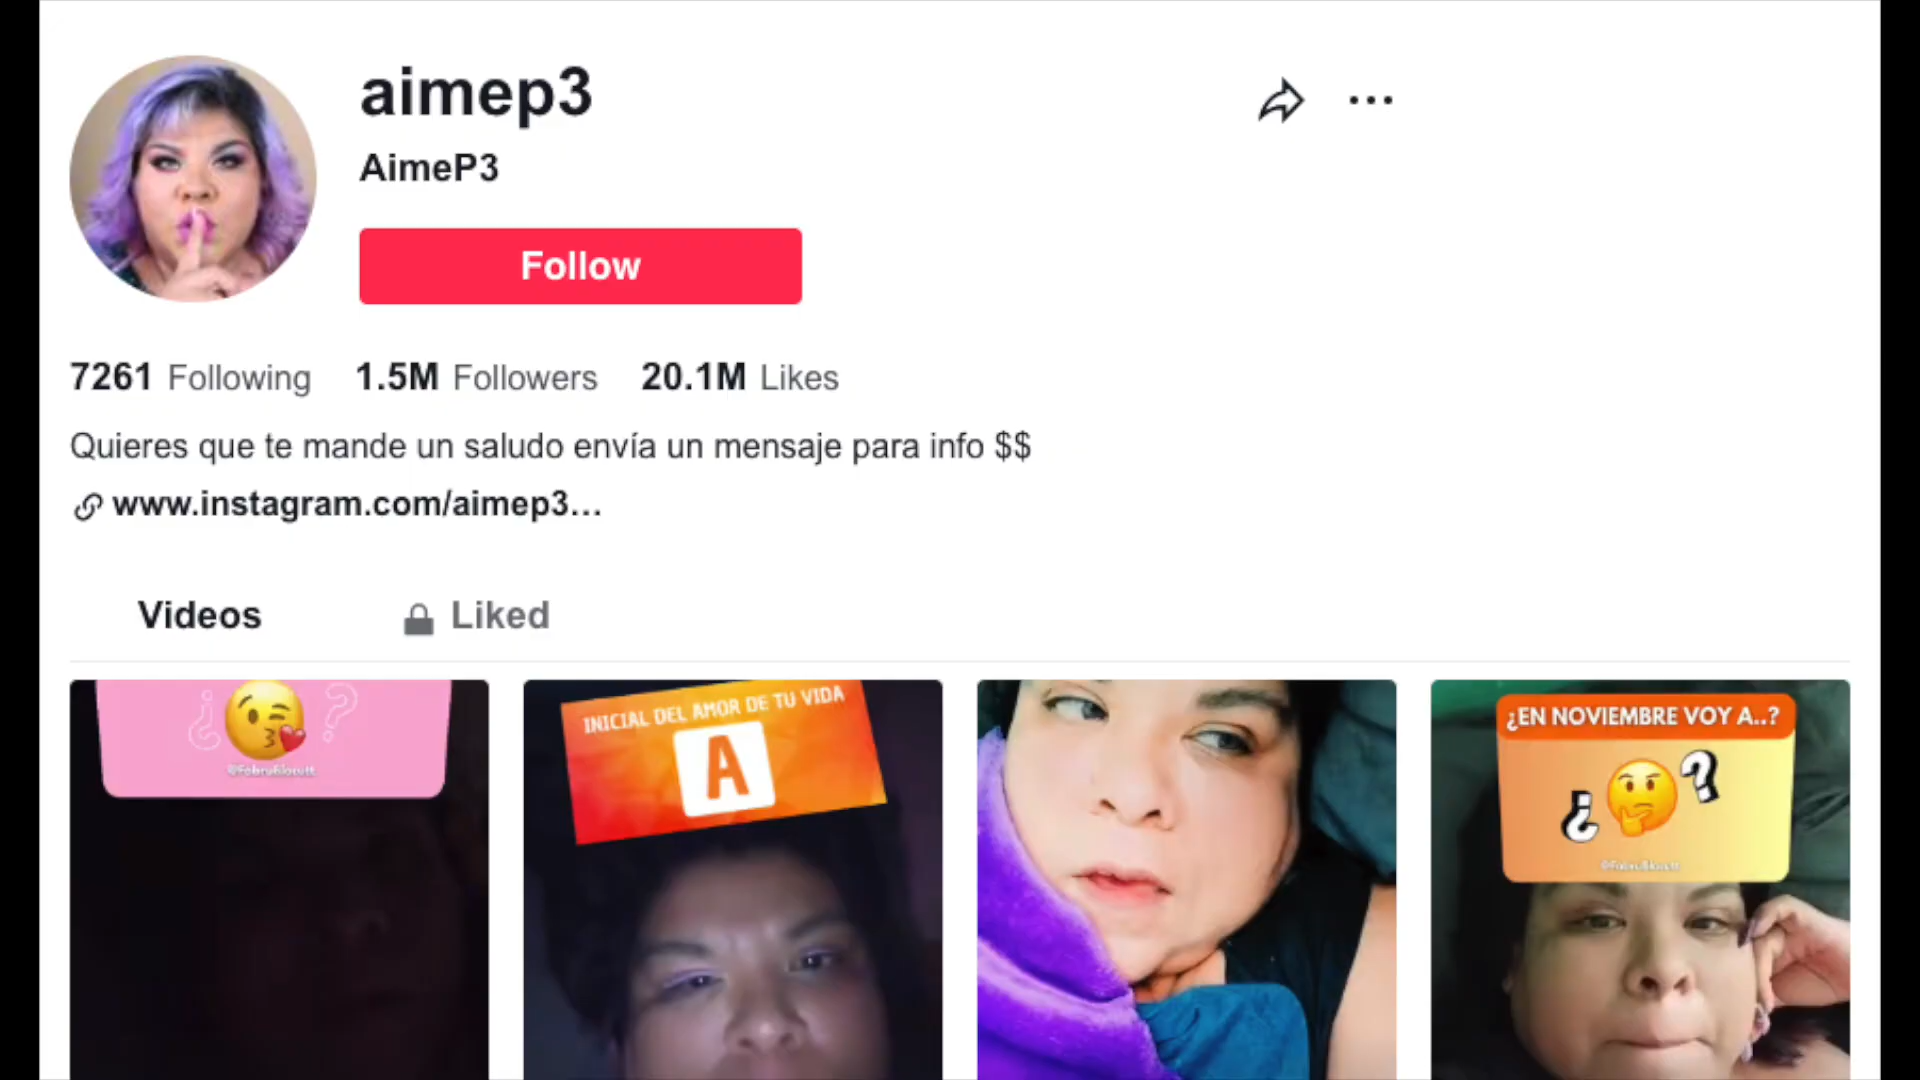 aimep3
AimeP3
Follow
7261 Following 1.5M Followers 20.1M Likes
Quieres que te mande un saludo envía un mensaje para info $$
www.instagram.com/aimep3...
Videos
Liked
¿ ?
INICIAL DEL AMOR DE TU VIDA
A
¿EN NOVIEMBRE VOY A..?
¿ ?